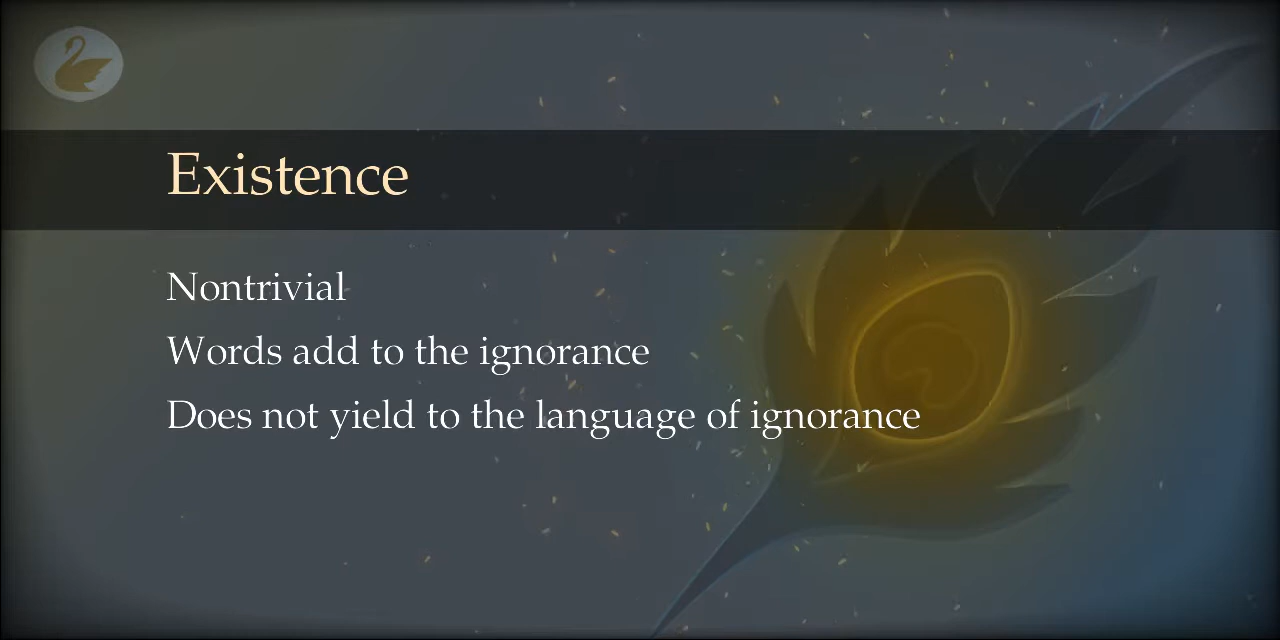 Existence
Nontrivial
Words add to the ignorance
Does not yield to the language of ignorance